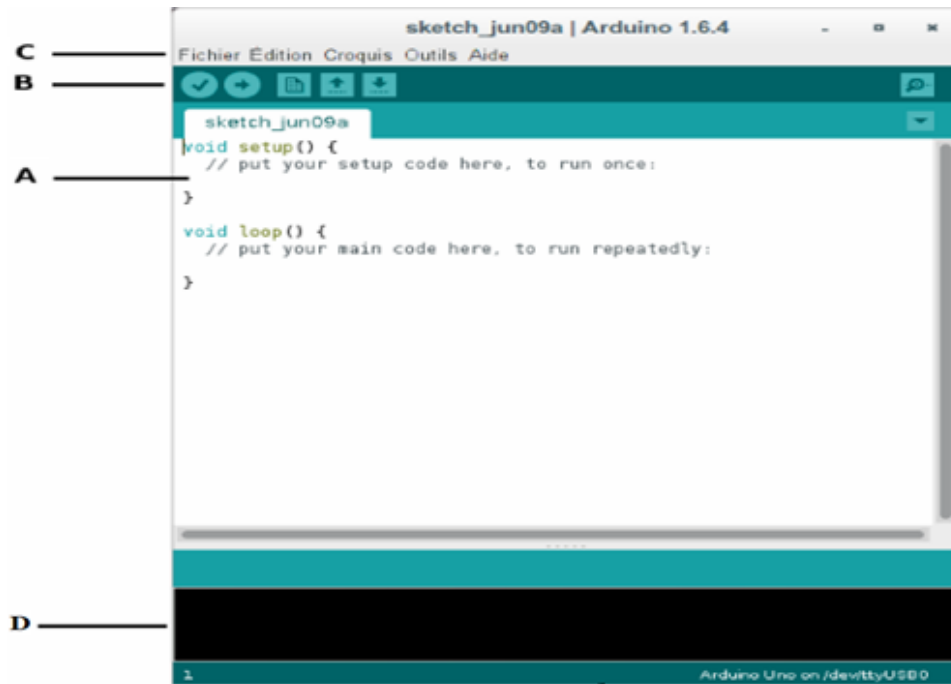 sketch_jun09a | Arduino 1.6.4
C
Fichier Édition Croquis Outils Aide
B
sketch_jun09a
void setup() {
// put your setup code here, to run once:
A
}
void loop() {
// put your main code here, to run repeatedly:
}
D
1
Arduino Uno on /dev/ttyUSB0